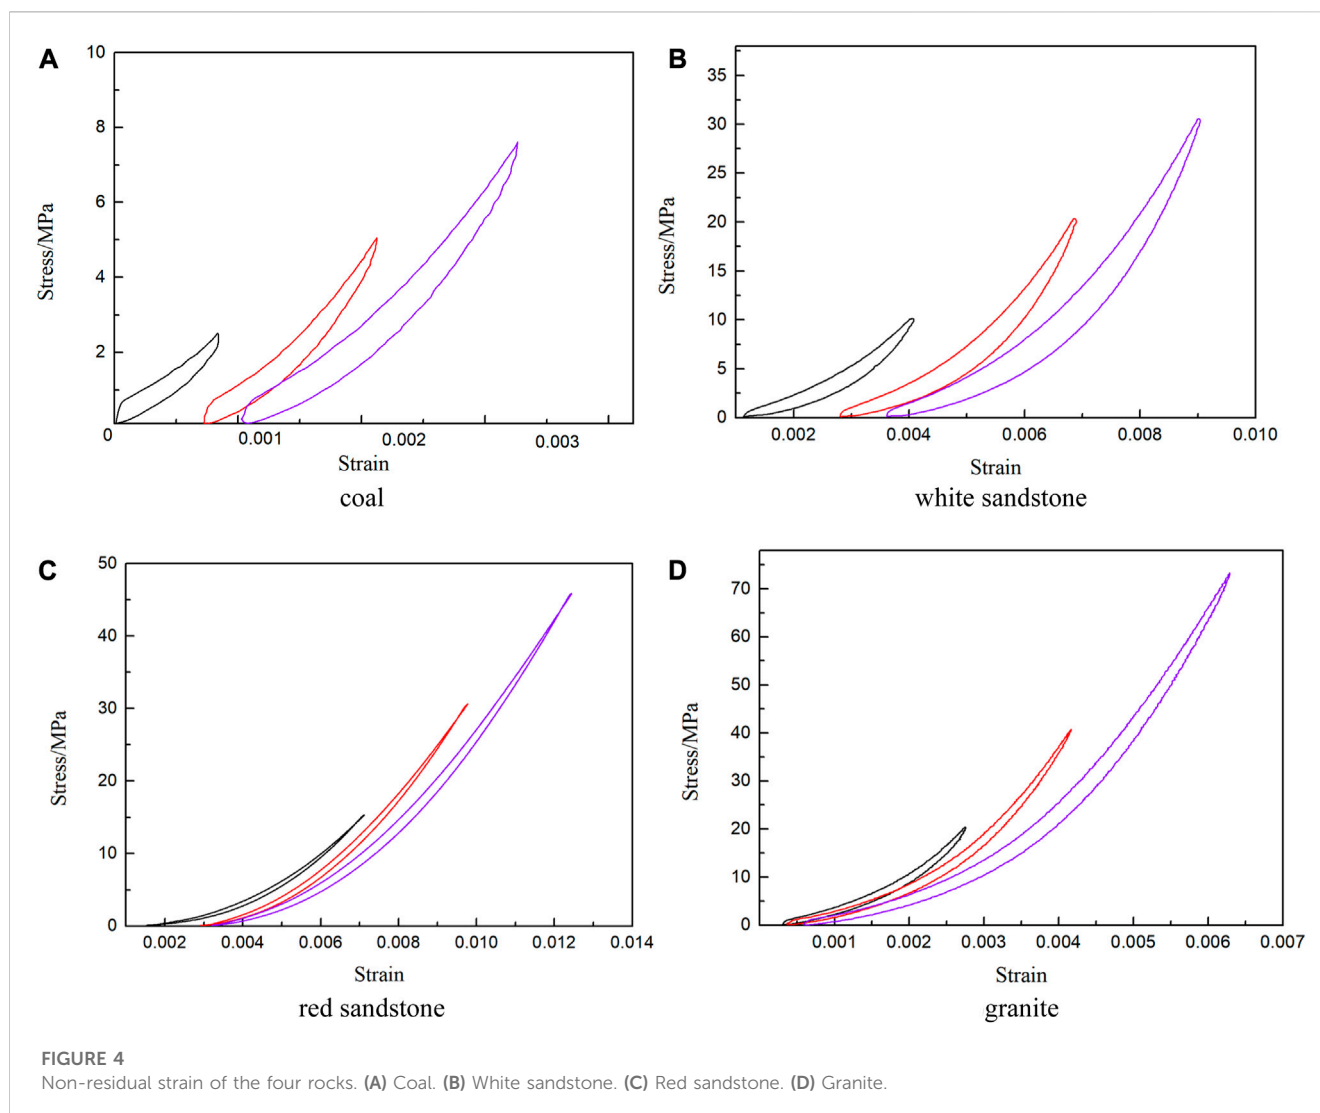 A
10
8
6
4
2
0
0.001
0.002
0.003
Stress/MPa
Strain
coal
B
35
30
25
20
15
10
5
0
0.002
0.004
0.006
0.008
0.010
Stress/MPa
Strain
white sandstone
C
50
40
30
20
10
0
0.002
0.004
0.006
0.008
0.010
0.012
0.014
Stress/MPa
Strain
red sandstone
D
70
60
50
40
30
20
10
0
0.001
0.002
0.003
0.004
0.005
0.006
0.007
Stress/MPa
Strain
granite
FIGURE 4
Non-residual strain of the four rocks. (A) Coal. (B) White sandstone. (C) Red sandstone. (D) Granite.